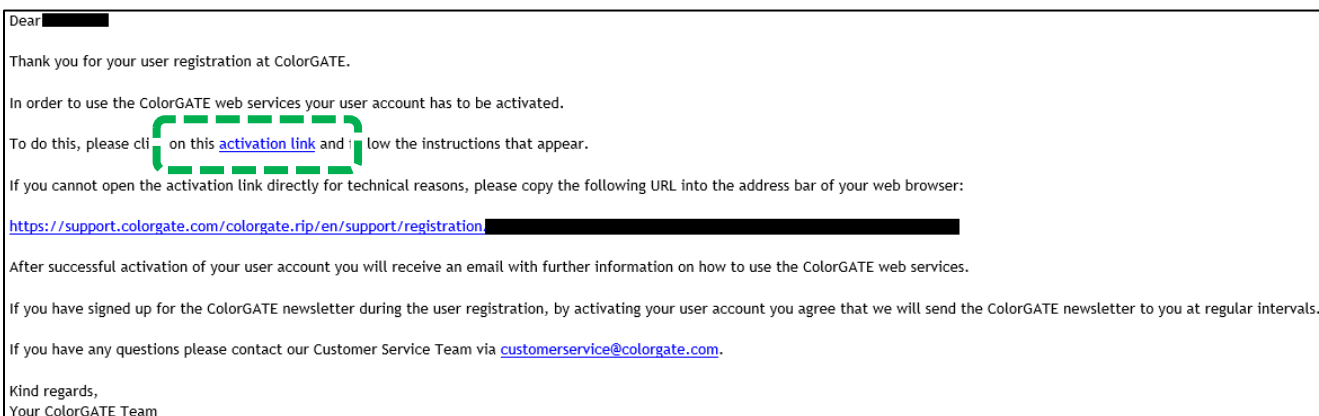 Dear
Thank you for your user registration at ColorGATE.
In order to use the ColorGATE web services your user account has to be activated.
To do this, please cli on this activation link and low the instructions that appear.
If you cannot open the activation link directly for technical reasons, please copy the following URL into the address bar of your web browser:
https://support.colorgate.com/colorgate.rip/en/support/registration
After successful activation of your user account you will receive an email with further information on how to use the ColorGATE web services.
If you have signed up for the ColorGATE newsletter during the user registration, by activating your user account you agree that we will send the ColorGATE newsletter to you at regular intervals.
If you have any questions please contact our Customer Service Team via customerservice@colorgate.com.
Kind regards,
Your ColorGATE Team